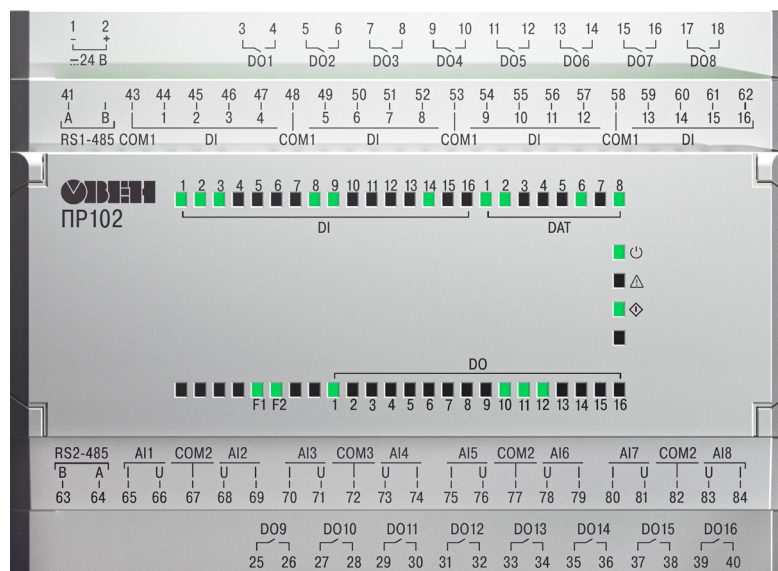 1 2 3 4 5 6 7 8 9 10 11 12 13 14 15 16 17 18
- +
24 В DO1 DO2 DO3 DO4 DO5 DO6 DO7 DO8
41 43 44 45 46 47 48 49 50 51 52 53 54 55 56 57 58 59 60 61 62
A B 1 2 3 4 5 6 7 8 9 10 11 12 13 14 15 16
RS1-485 COM1 DI COM1 DI COM1 DI COM1 DI
1 2 3 4 5 6 7 8 9 10 11 12 13 14 15 16 1 2 3 4 5 6 7 8
ОВЕН
ПР102
DI DAT
DO
F1 F2 1 2 3 4 5 6 7 8 9 10 11 12 13 14 15 16
RS2-485 AI1 COM2 AI2 AI3 COM3 AI4 AI5 COM2 AI6 AI7 COM2 AI8
B A I U U I I U U I I U U I I U U I
63 64 65 66 67 68 69 70 71 72 73 74 75 76 77 78 79 80 81 82 83 84
DO9 DO10 DO11 DO12 DO13 DO14 DO15 DO16
25 26 27 28 29 30 31 32 33 34 35 36 37 38 39 40